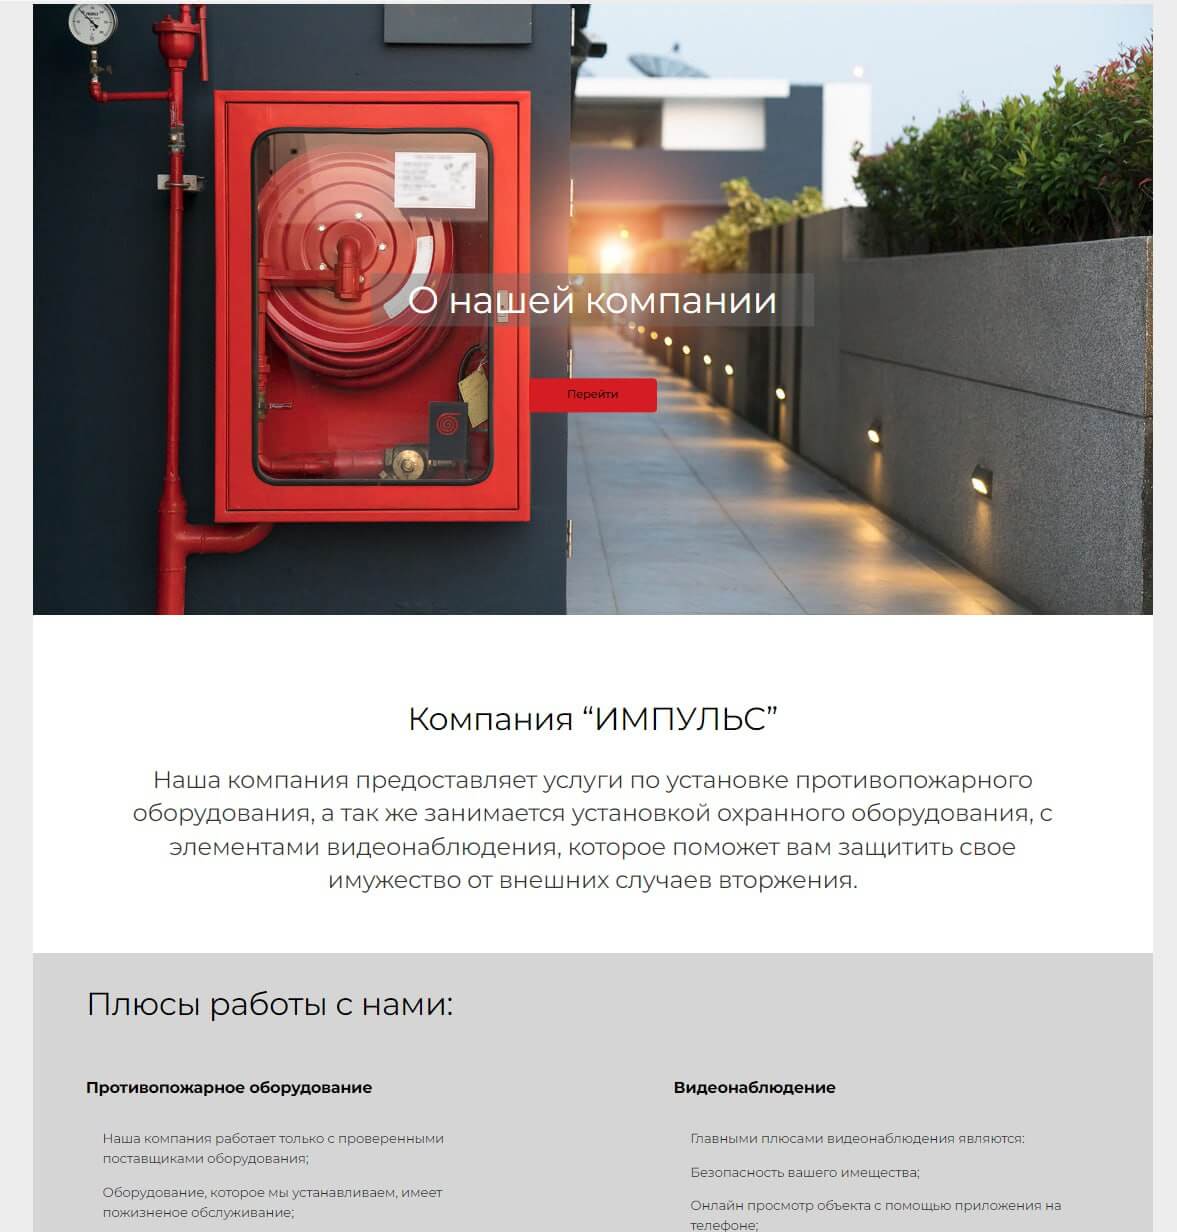 О нашей компании
Перейти
Компания “ИМПУЛЬС”
Наша компания предоставляет услуги по установке противопожарного
оборудования, а так же занимается установкой охранного оборудования, с
элементами видеонаблюдения, которое поможет вам защитить свое
имужество от внешних случаев вторжения.
Плюсы работы с нами:
Противопожарное оборудование
Наша компания работает только с проверенными
поставщиками оборудования;
Оборудование, которое мы устанавливаем, имеет
пожизненое обслуживание;
Видеонаблюдение
Главными плюсами видеонаблюдения являются:
Безопасность вашего имещества;
Онлайн просмотр объекта с помощью приложения на
телефоне;